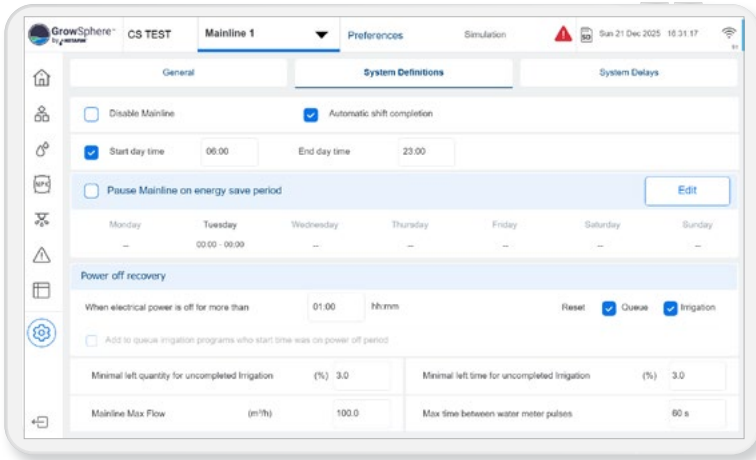 GrowSphere™ CS TEST Mainline 1 Preferences Simulation SD Sun 21 Dec 2025 18:31:17
by NETAFIM
General System Definitions System Delays
Disable Mainline Automatic shift completion
Start day time 06:00 End day time 23:00
NPK
Pause Mainline on energy save period Edit
Monday Tuesday Wednesday Thursday Friday Saturday Sunday
– 00:00 - 00:00 – – – – –
Power off recovery
When electrical power is off for more than 01:00 hh:mm Reset Queue Irrigation
Add to queue irrigation programs who start time was on power off period
Minimal left quantity for uncompleted Irrigation (%) 3.0 Minimal left time for uncompleted Irrigation (%) 3.0
Mainline Max Flow (m³/h) 100.0 Max time between water meter pulses 60 s